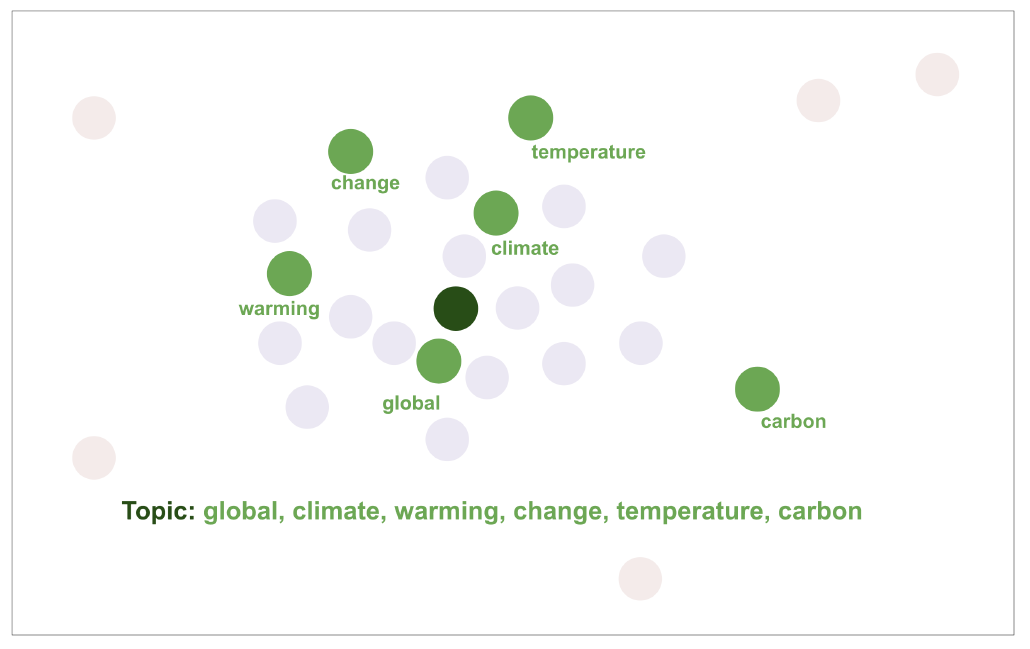 temperature
change
climate
warming
global
carbon
Topic: global, climate, warming, change, temperature, carbon